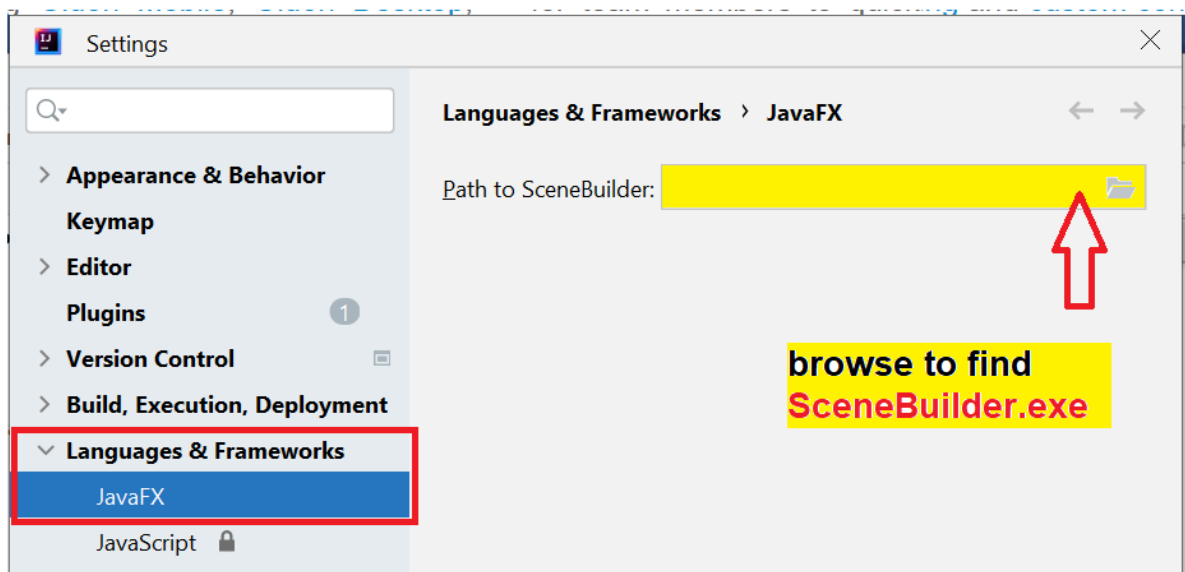 Settings
Languages & Frameworks › JavaFX
Appearance & Behavior
Path to SceneBuilder:
Keymap
Editor
Plugins 1
Version Control
browse to find
SceneBuilder.exe
Build, Execution, Deployment
Languages & Frameworks
JavaFX
JavaScript